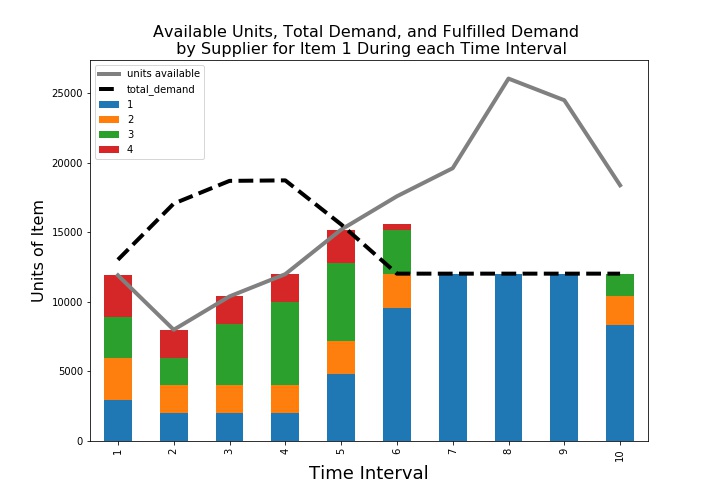 Available Units, Total Demand, and Fulfilled Demand
by Supplier for Item 1 During each Time Interval
units available
total_demand
1
2
3
4
Units of Item
25000
20000
15000
10000
5000
0
1 2 3 4 5 6 7 8 9 10
Time Interval